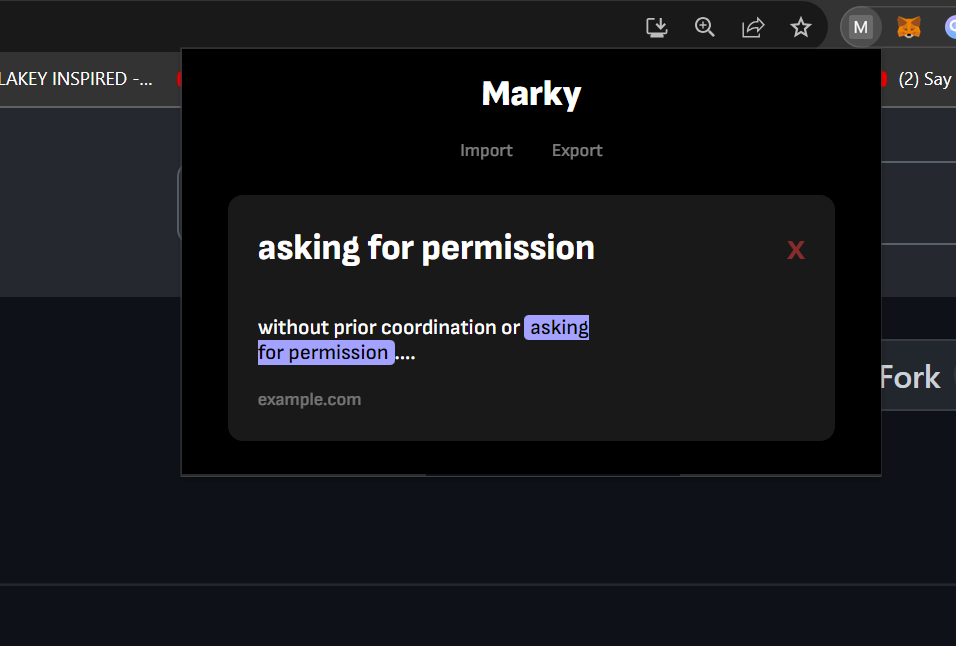 M
LAKEY INSPIRED -...
(2) Say
Marky
Import Export
asking for permission
X
without prior coordination or asking
for permission ....
example.com
Fork